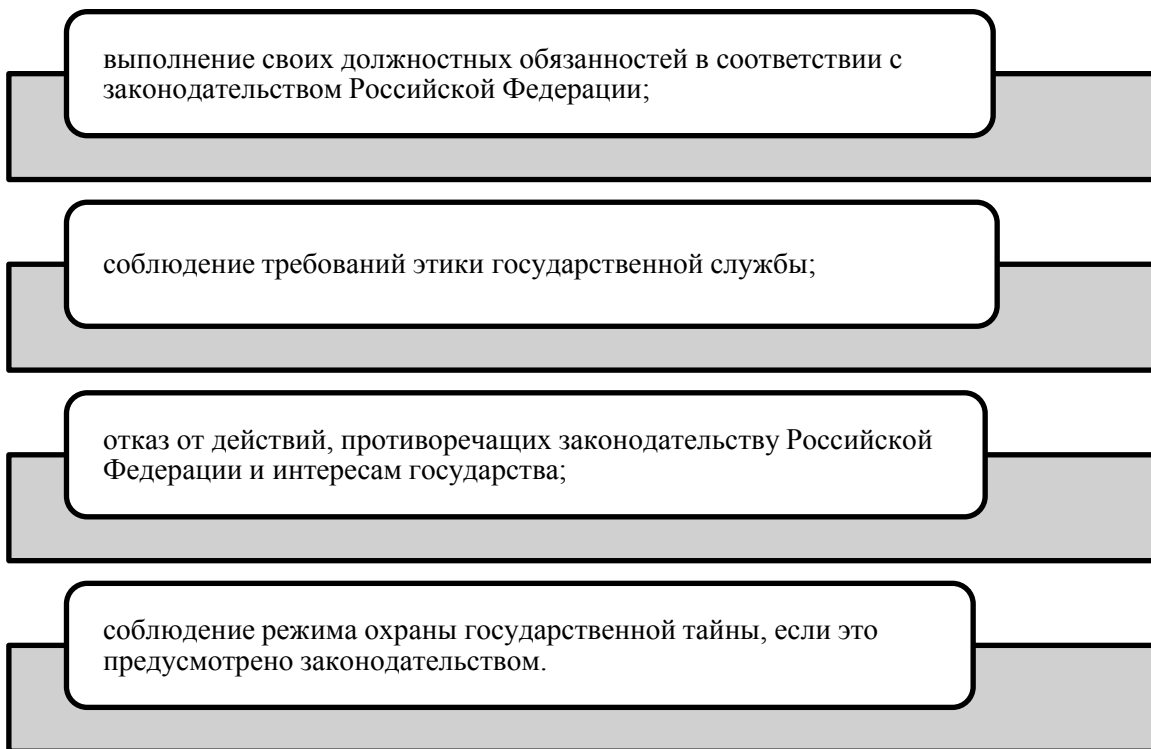 выполнение своих должностных обязанностей в соответствии с
законодательством Российской Федерации;
соблюдение требований этики государственной службы;
отказ от действий, противоречащих законодательству Российской
Федерации и интересам государства;
соблюдение режима охраны государственной тайны, если это
предусмотрено законодательством.